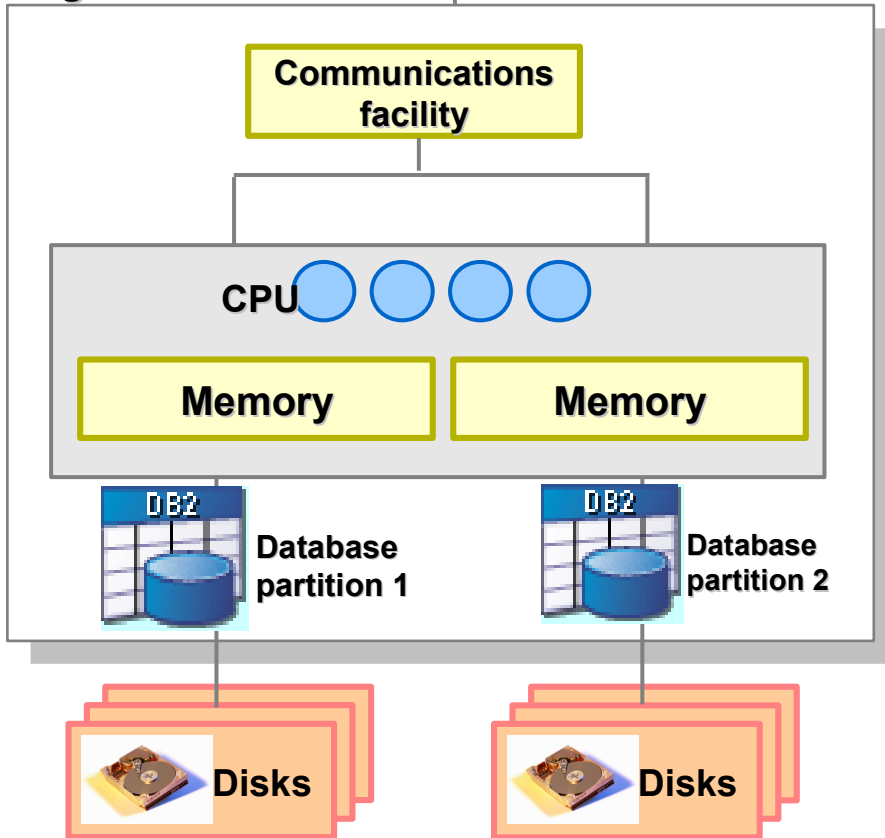 Communications
facility
CPU
Memory
Memory
DB2
Database
partition 1
DB2
Database
partition 2
Disks
Disks